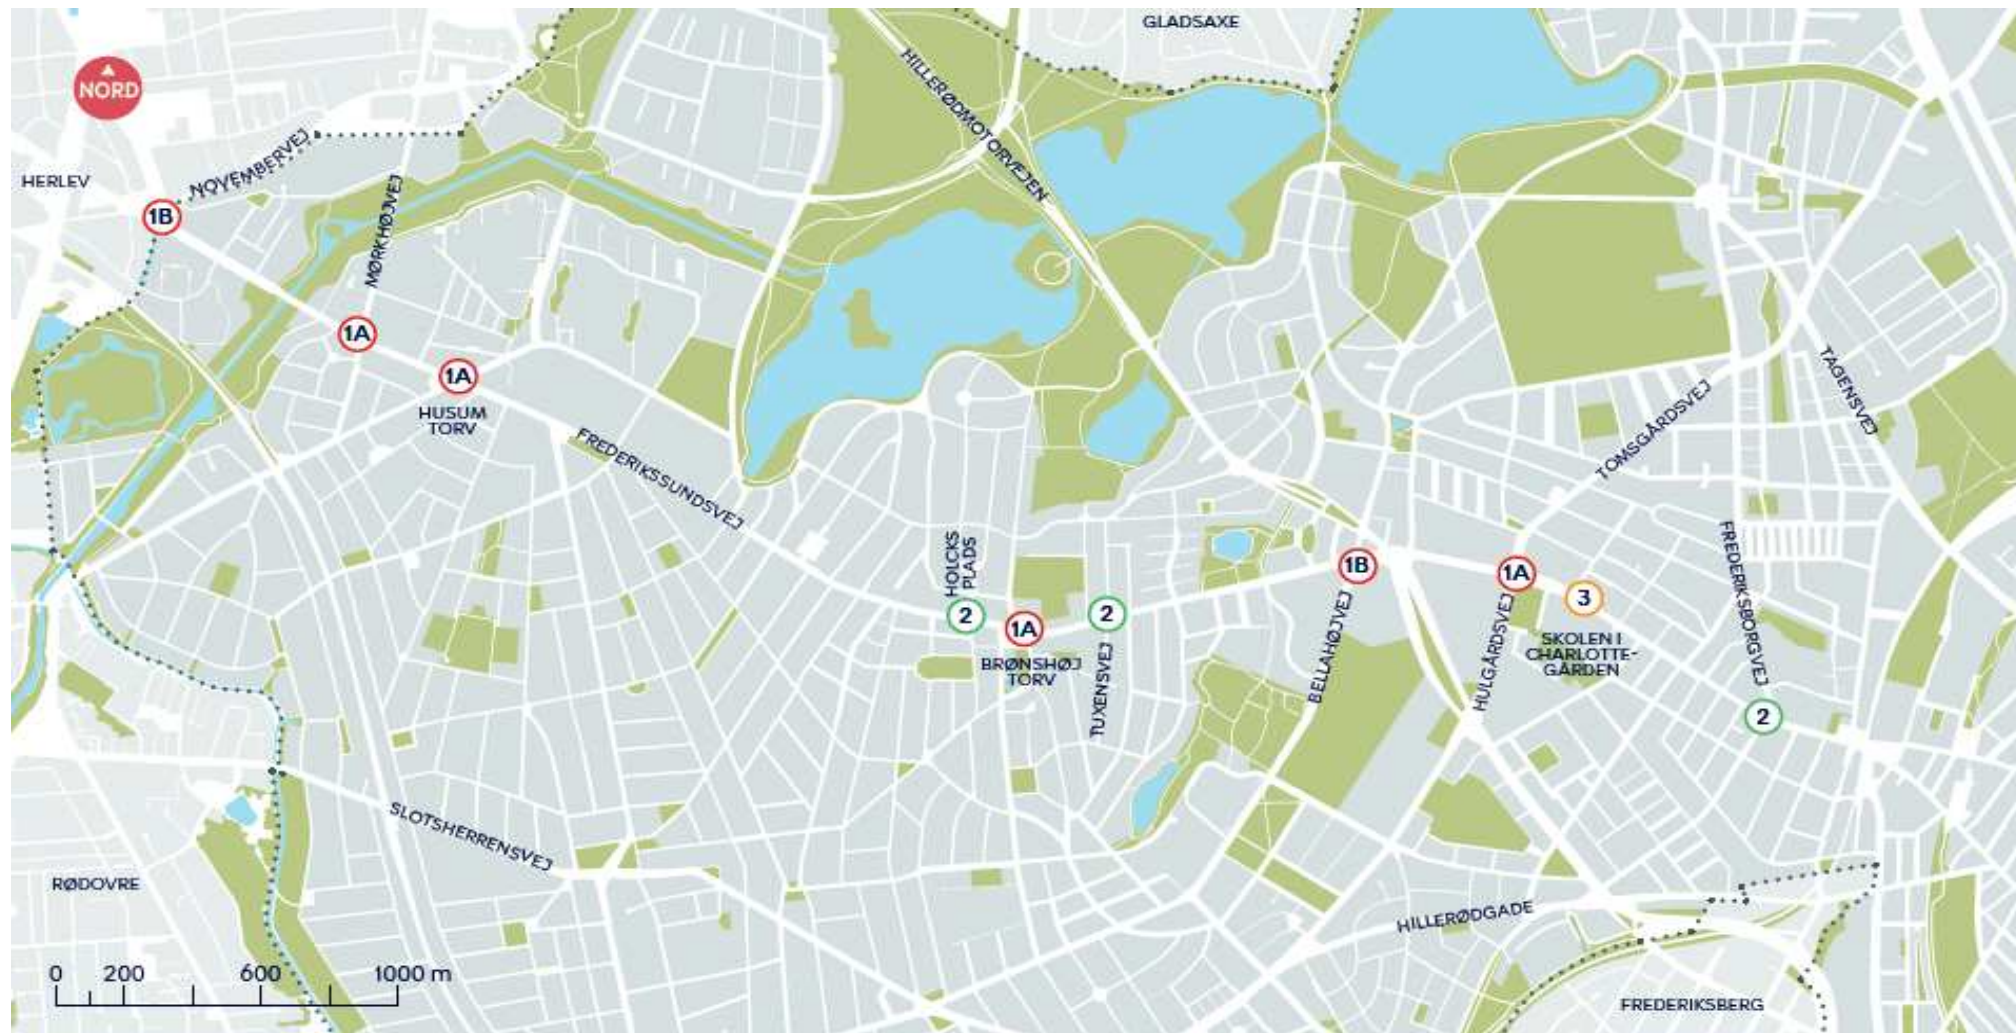 GLADSAXE
NORD
HILLERØDMOTORVEJEN
NOVEMBERVEJ
HERLEV
1B
MØRKHØJVEJ
1A
1A
HUSUM
TORV
FREDERIKSSUNDSVEJ
TAGENSVEJ
TOMSGÅRDSVEJ
HOLCKS
PLADS
2
1A
BRØNSHØJ
TORV
2
TUXENSVEJ
1B
BELLAHØJVEJ
1A
HULGÅRDSVEJ
3
SKOLEN I
CHARLOTTE-
GÅRDEN
FREDERIKSBORGVEJ
2
SLOTSHERRENSVEJ
RØDOVRE
HILLERØDGADE
0 200 600 1000 m
FREDERIKSBERG